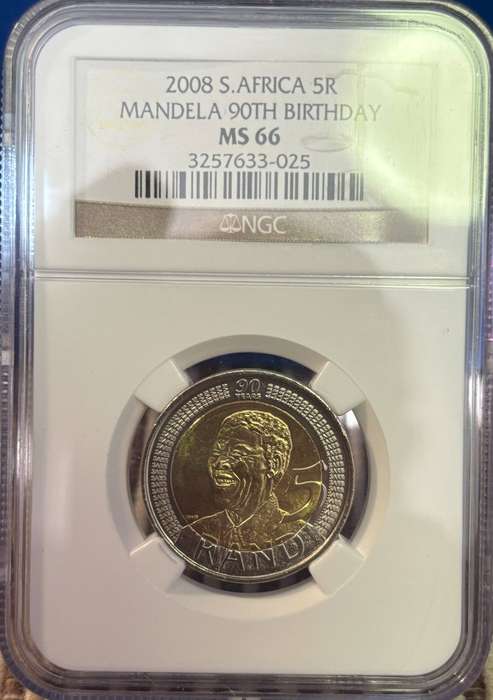 2008 S.AFRICA 5R
MANDELA 90TH BIRTHDAY
MS 66
3257633-025
NGC
90
YEARS
5
RAND